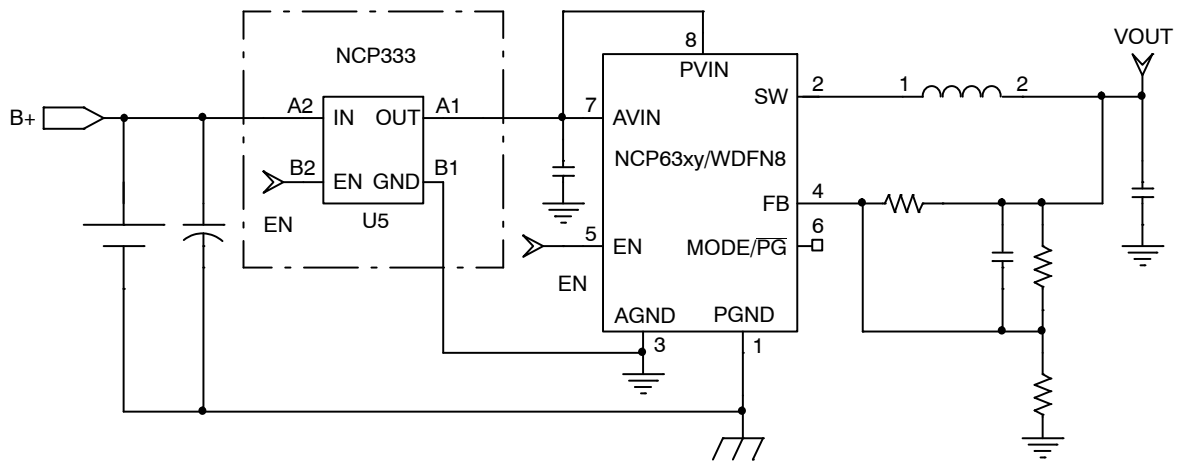 NCP333
8
PVIN
VOUT
SW
2
1
2
B+
A2
IN
OUT
A1
7
AVIN
NCP63xy/WDFN8
B2
EN
GND
B1
FB
4
EN
U5
5
EN
MODE/P̅G̅
6
EN
AGND
PGND
3
1